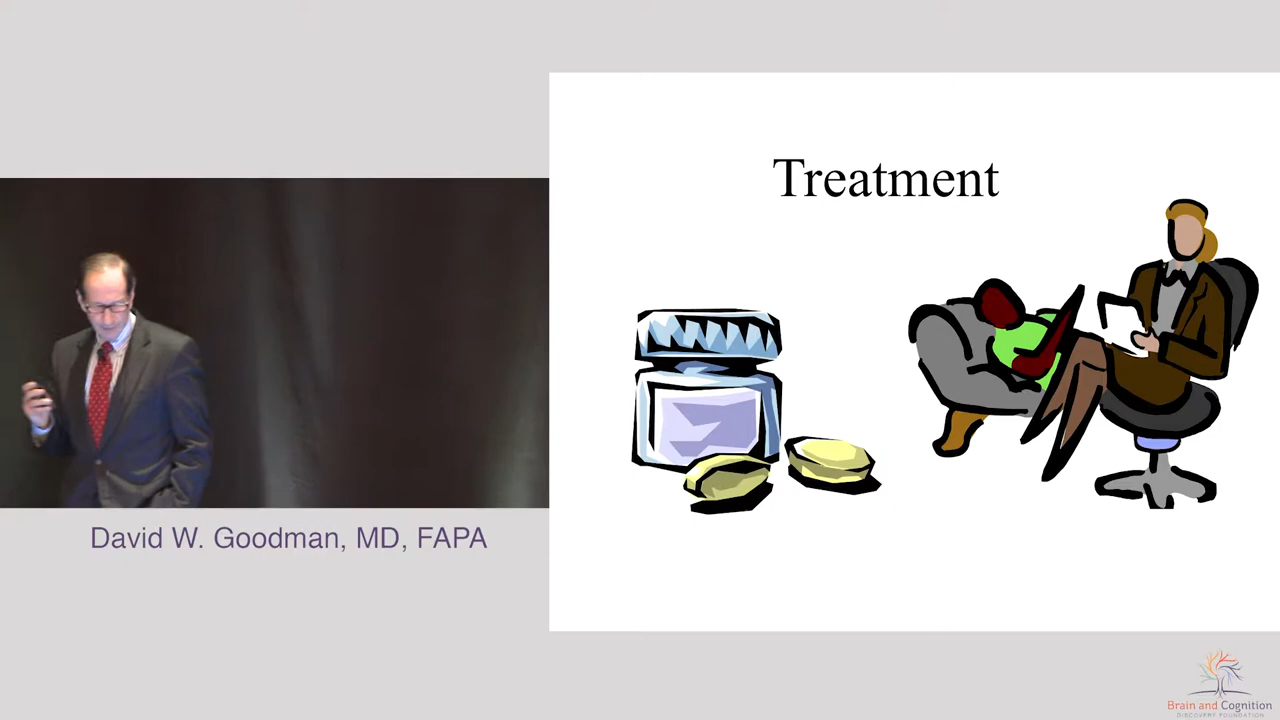 Treatment
David W. Goodman, MD, FAPA
Brain and Cognition
DISCOVERY FOUNDATION